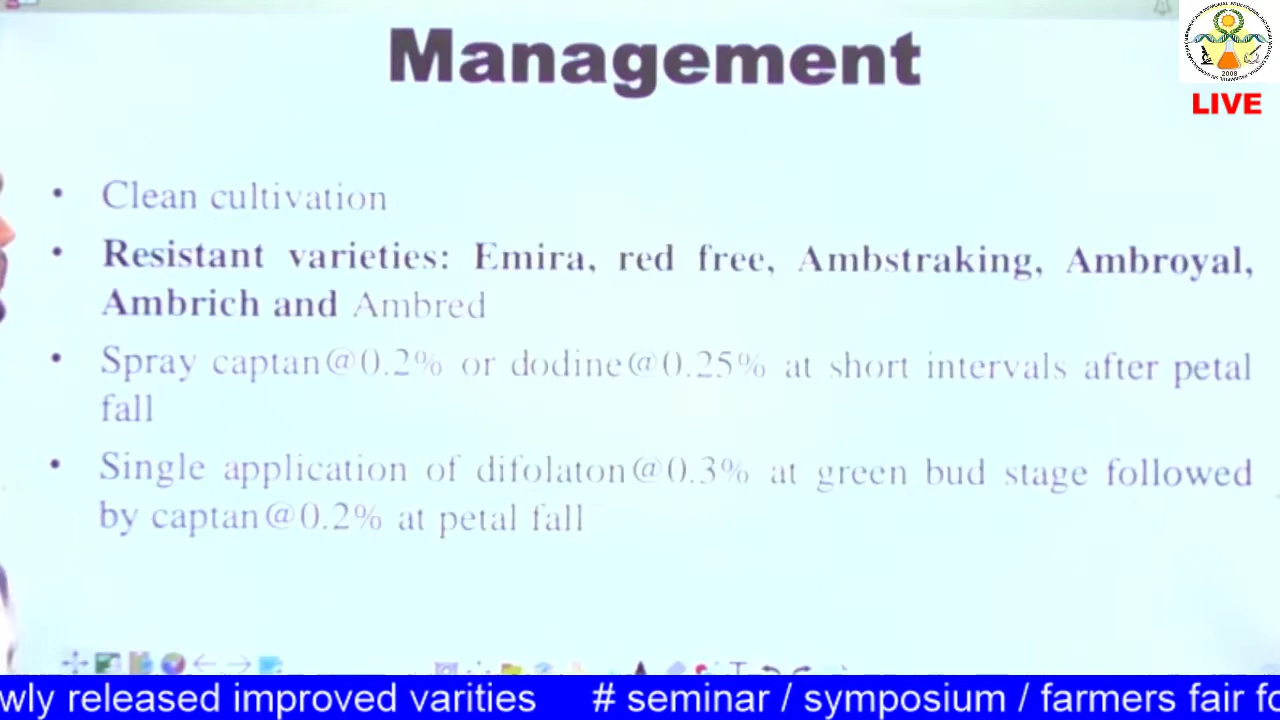 Management
LIVE
• Clean cultivation
• Resistant varieties: Emira, red free, Ambstraking, Ambroyal,
Ambrich and Ambred
• Spray captan@0.2% or dodine@0.25% at short intervals after petal
fall
• Single application of difolaton@0.3% at green bud stage followed
by captan@0.2% at petal fall
wly released improved varities # seminar / symposium / farmers fair fo
2008